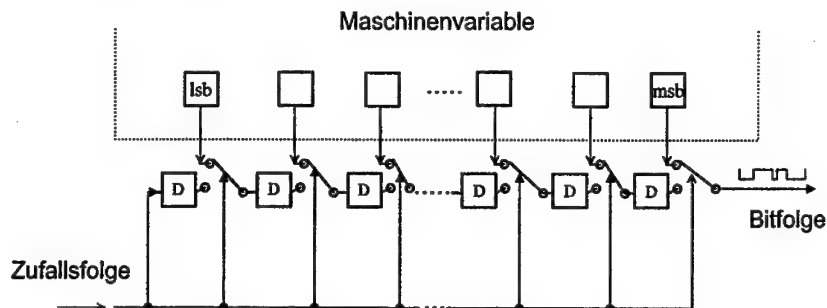 Maschinenvariable
lsb
msb
D
D
D
D
D
D
Bitfolge
Zufallsfolge